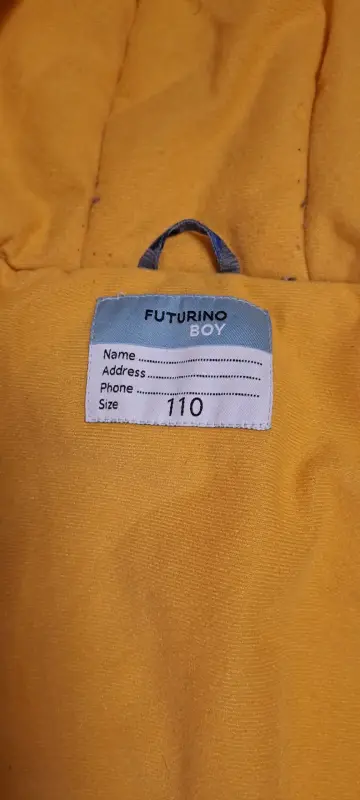 FUTURINO
BOY
Name
Address
Phone
Size 110